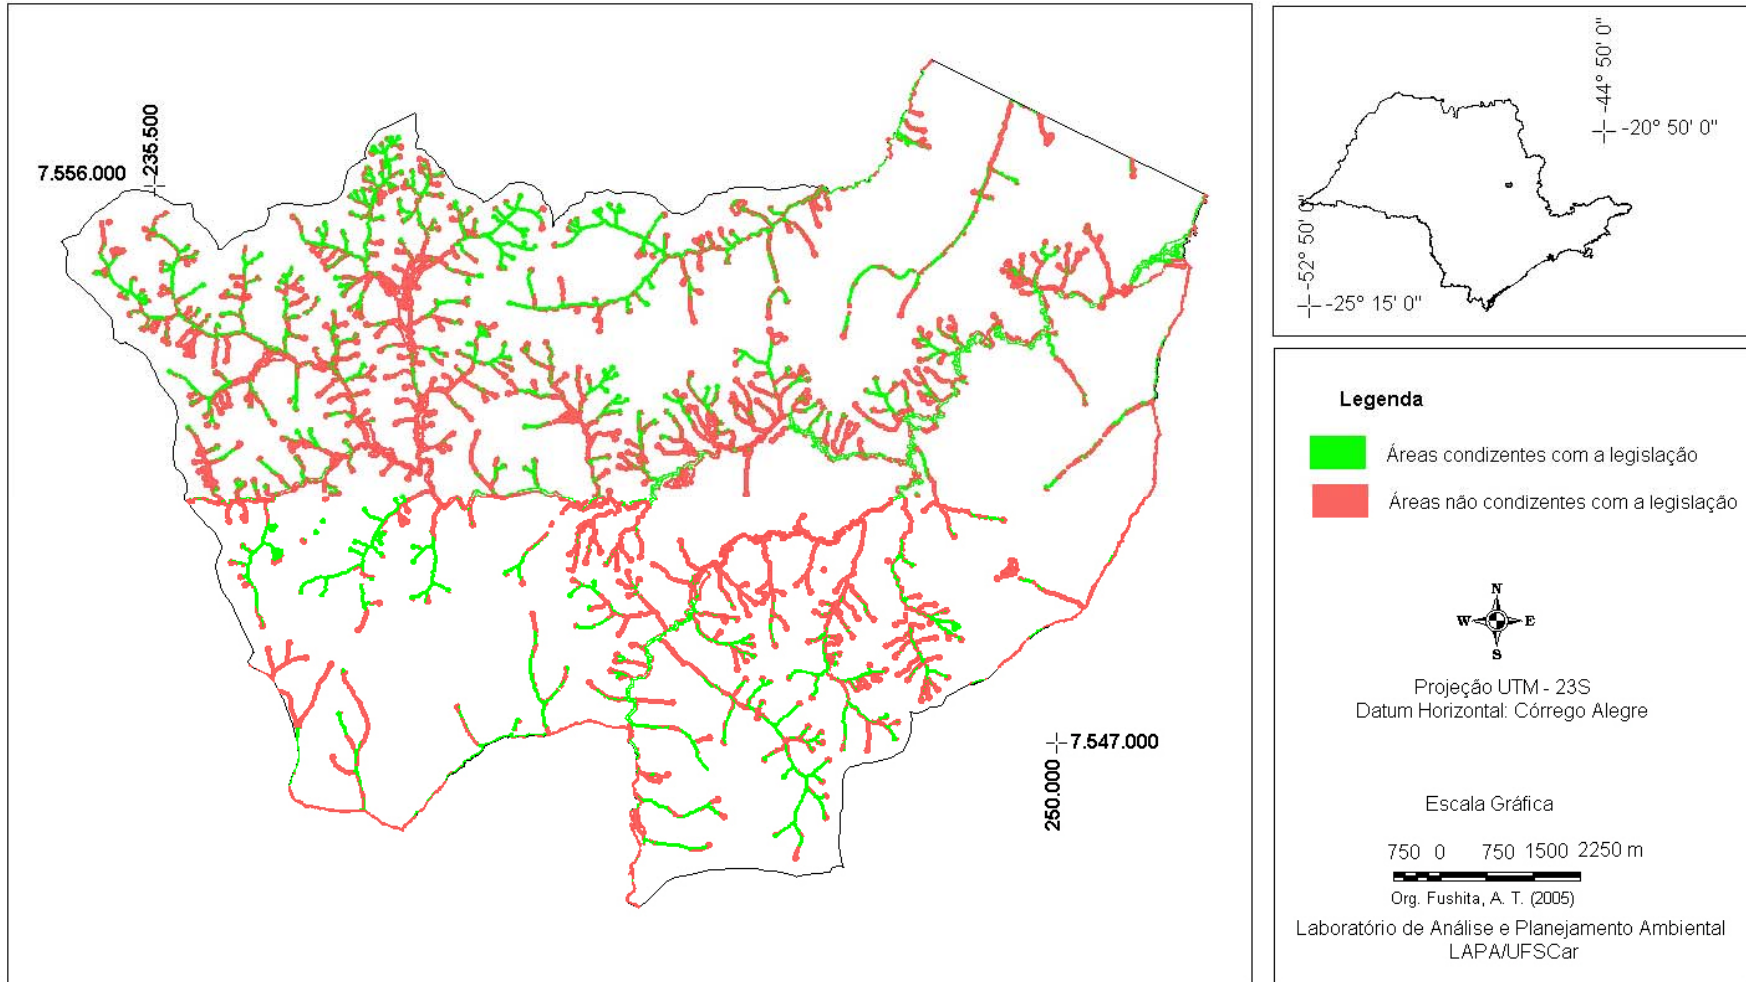 7.556.000
235.500
7.547.000
250.000
-44° 50' 0"
-20° 50' 0"
-52° 50' 0"
-25° 15' 0"
Legenda
Áreas condizentes com a legislação
Áreas não condizentes com a legislação
N
W E
S
Projeção UTM - 23S
Datum Horizontal: Córrego Alegre
Escala Gráfica
750 0 750 1500 2250 m
Org. Fushita, A. T. (2005)
Laboratório de Análise e Planejamento Ambiental
LAPA/UFSCar